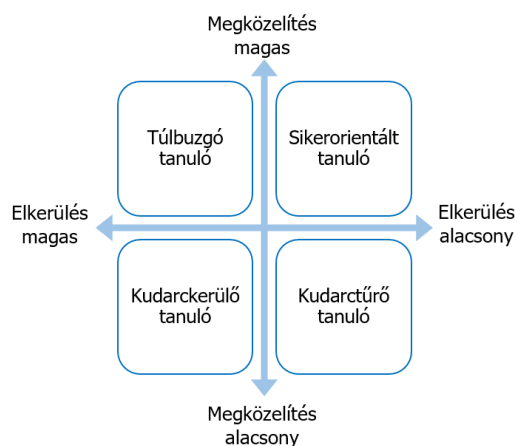 Megközelítés
magas
Túlbuzgó
tanuló
Sikerorientált
tanuló
Elkerülés
magas
Elkerülés
alacsony
Kudarckerülő
tanuló
Kudarctűrő
tanuló
Megközelítés
alacsony